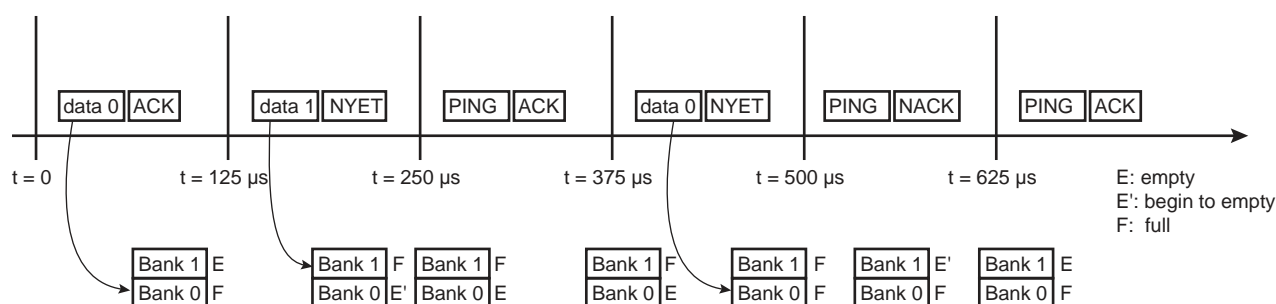 data 0 ACK data 1 NYET PING ACK data 0 NYET PING NACK PING ACK
t = 0 t = 125 µs t = 250 µs t = 375 µs t = 500 µs t = 625 µs
E: empty
E': begin to empty
F: full
Bank 1 E Bank 1 F Bank 1 F Bank 1 F Bank 1 F Bank 1 E' Bank 1 E
Bank 0 F Bank 0 E' Bank 0 E Bank 0 E Bank 0 F Bank 0 F Bank 0 F